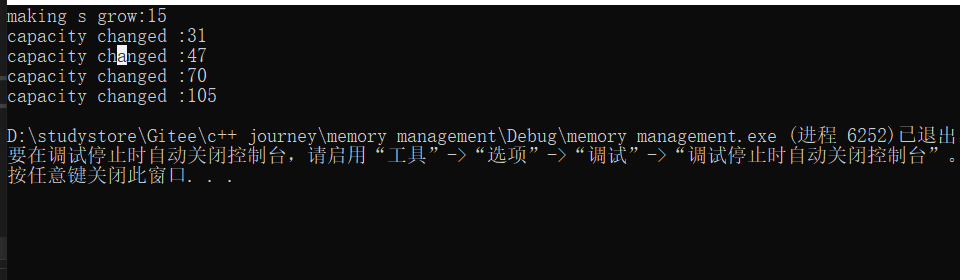 making s grow:15
capacity changed :31
capacity changed :47
capacity changed :70
capacity changed :105
D:\studystore\Gitee\c++ journey\memory management\Debug\memory management.exe (进程 6252)已退出
要在调试停止时自动关闭控制台，请启用“工具”->“选项”->“调试”->“调试停止时自动关闭控制台”。
按任意键关闭此窗口. . .